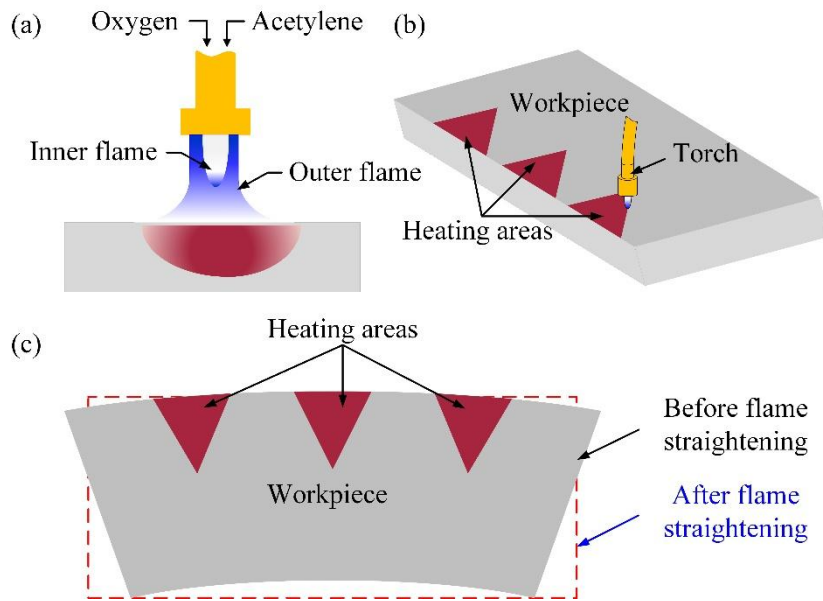 (a)
Oxygen
Acetylene
Inner flame
Outer flame
(b)
Workpiece
Torch
Heating areas
(c)
Heating areas
Workpiece
Before flame
straightening
After flame
straightening